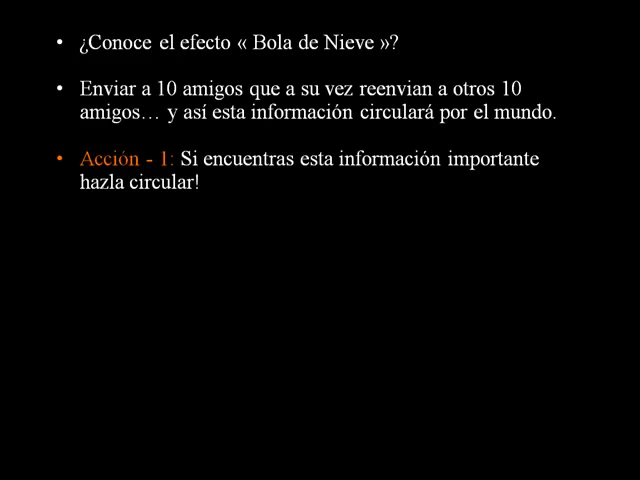 • ¿Conoce el efecto « Bola de Nieve »?
• Enviar a 10 amigos que a su vez reenvian a otros 10
amigos… y así esta información circulará por el mundo.
• Acción - 1: Si encuentras esta información importante
hazla circular!